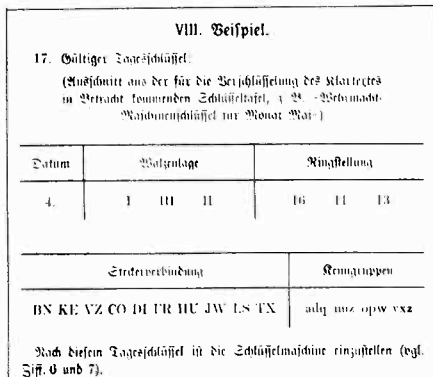 VIII. Beispiel.
17. Gültiger Tagesschlüssel:
(Ausschnitt aus der für die Verschlüsselung des Klartextes
in Betracht kommenden Schlüsseltafel, z. B. „Wehrmacht-
Maschinenschlüssel für Monat Mai“)
Datum Walzenlage Ringstellung
4. I III II 16 11 13
Steckerverbindung Kenngruppen
BN KE VZ CO DI FR HU JW LS TX adq nuz opw vxz
Nach diesem Tagesschlüssel ist die Schlüsselmaschine einzustellen (vgl.
Ziff. 6 und 7).